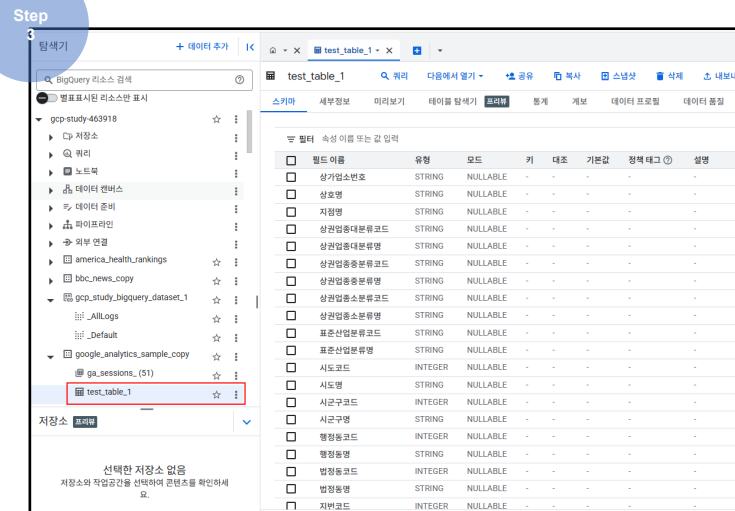 Step
3
탐색기
+ 데이터 추가
BigQuery 리소스 검색
별표표시된 리소스만 표시
gcp-study-463918
저장소
쿼리
노트북
데이터 캔버스
데이터 준비
파이프라인
외부 연결
america_health_rankings
bbc_news_copy
gcp_study_bigquery_dataset_1
_AllLogs
_Default
google_analytics_sample_copy
ga_sessions_ (51)
test_table_1
저장소 프리뷰
선택한 저장소 없음
저장소와 작업공간을 선택하여 콘텐츠를 확인하세
요.
test_table_1
test_table_1 쿼리 다음에서 열기 공유 복사 스냅샷 삭제 내보내
스키마 세부정보 미리보기 테이블 탐색기 프리뷰 통계 계보 데이터 프로필 데이터 품질
필터 속성 이름 또는 값 입력
필드 이름 유형 모드 키 대조 기본값 정책 태그 설명
상가업소번호 STRING NULLABLE - - - - -
상호명 STRING NULLABLE - - - - -
지점명 STRING NULLABLE - - - - -
상권업종대분류코드 STRING NULLABLE - - - - -
상권업종대분류명 STRING NULLABLE - - - - -
상권업종중분류코드 STRING NULLABLE - - - - -
상권업종중분류명 STRING NULLABLE - - - - -
상권업종소분류코드 STRING NULLABLE - - - - -
상권업종소분류명 STRING NULLABLE - - - - -
표준산업분류코드 STRING NULLABLE - - - - -
표준산업분류명 STRING NULLABLE - - - - -
시도코드 INTEGER NULLABLE - - - - -
시도명 STRING NULLABLE - - - - -
시군구코드 INTEGER NULLABLE - - - - -
시군구명 STRING NULLABLE - - - - -
행정동코드 INTEGER NULLABLE - - - - -
행정동명 STRING NULLABLE - - - - -
법정동코드 INTEGER NULLABLE - - - - -
법정동명 STRING NULLABLE - - - - -
지번코드 INTEGER NULLABLE - - - - -